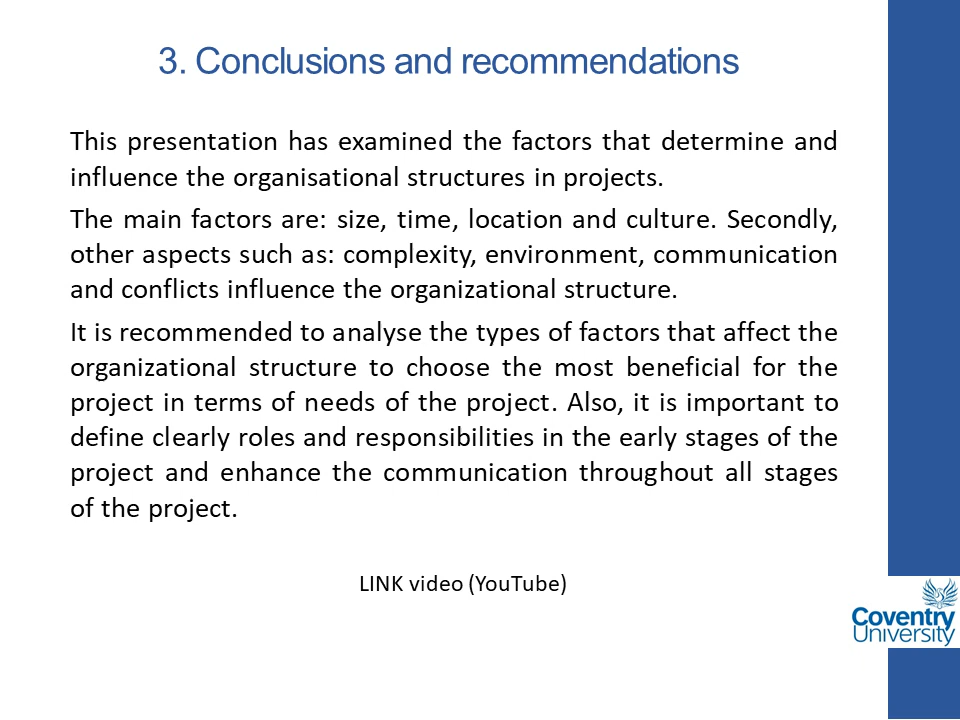 3. Conclusions and recommendations
This presentation has examined the factors that determine and
influence the organisational structures in projects.
The main factors are: size, time, location and culture. Secondly,
other aspects such as: complexity, environment, communication
and conflicts influence the organizational structure.
It is recommended to analyse the types of factors that affect the
organizational structure to choose the most beneficial for the
project in terms of needs of the project. Also, it is important to
define clearly roles and responsibilities in the early stages of the
project and enhance the communication throughout all stages
of the project.
LINK video (YouTube)
Coventry
University